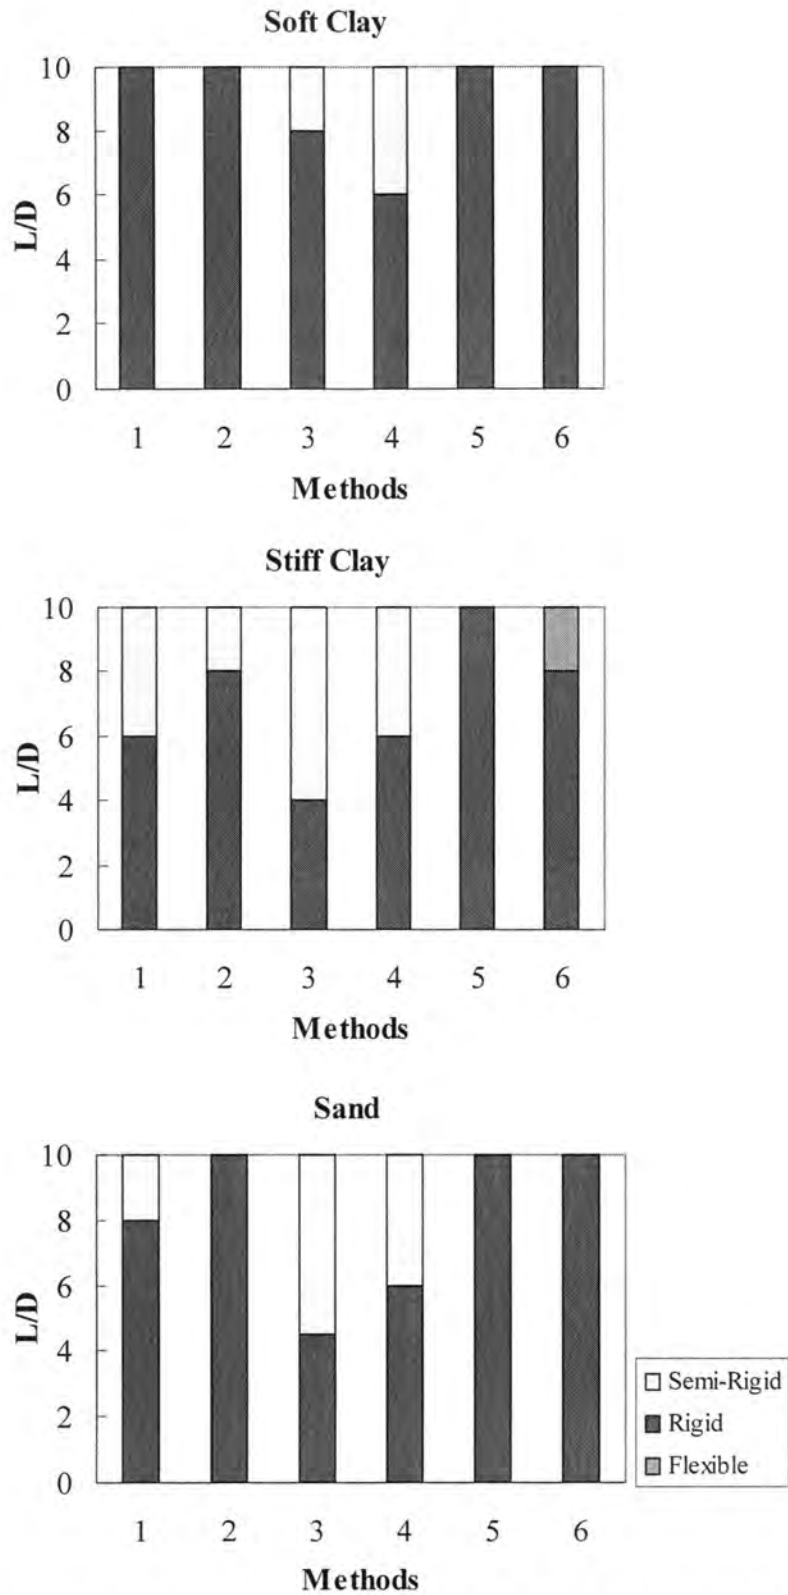 Soft Clay
10
8
6
4
2
0
L/D
1 2 3 4 5 6
Methods
Stiff Clay
10
8
6
4
2
0
L/D
1 2 3 4 5 6
Methods
Sand
10
8
6
4
2
0
L/D
Semi-Rigid
Rigid
Flexible
1 2 3 4 5 6
Methods